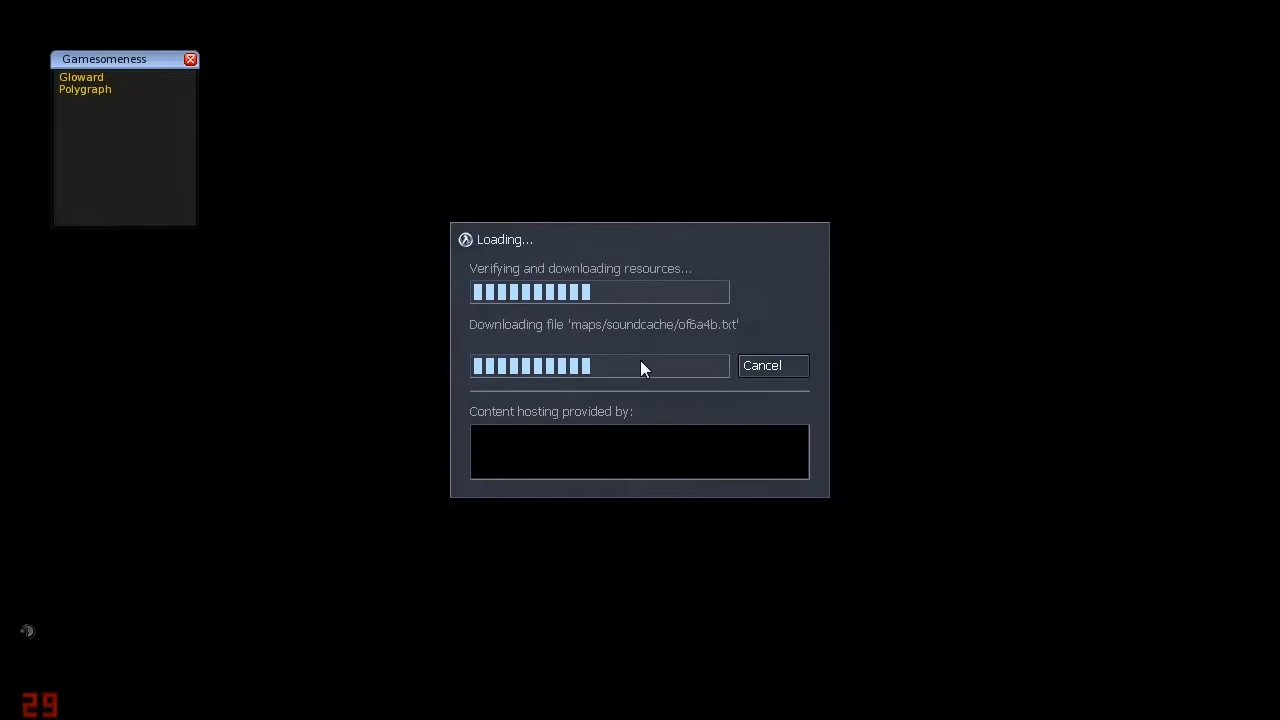 Gamesomeness
Gloward
Polygraph
Loading...
Verifying and downloading resources...
Downloading file 'maps/soundcache/of6a4b.txt'
Cancel
Content hosting provided by:
29